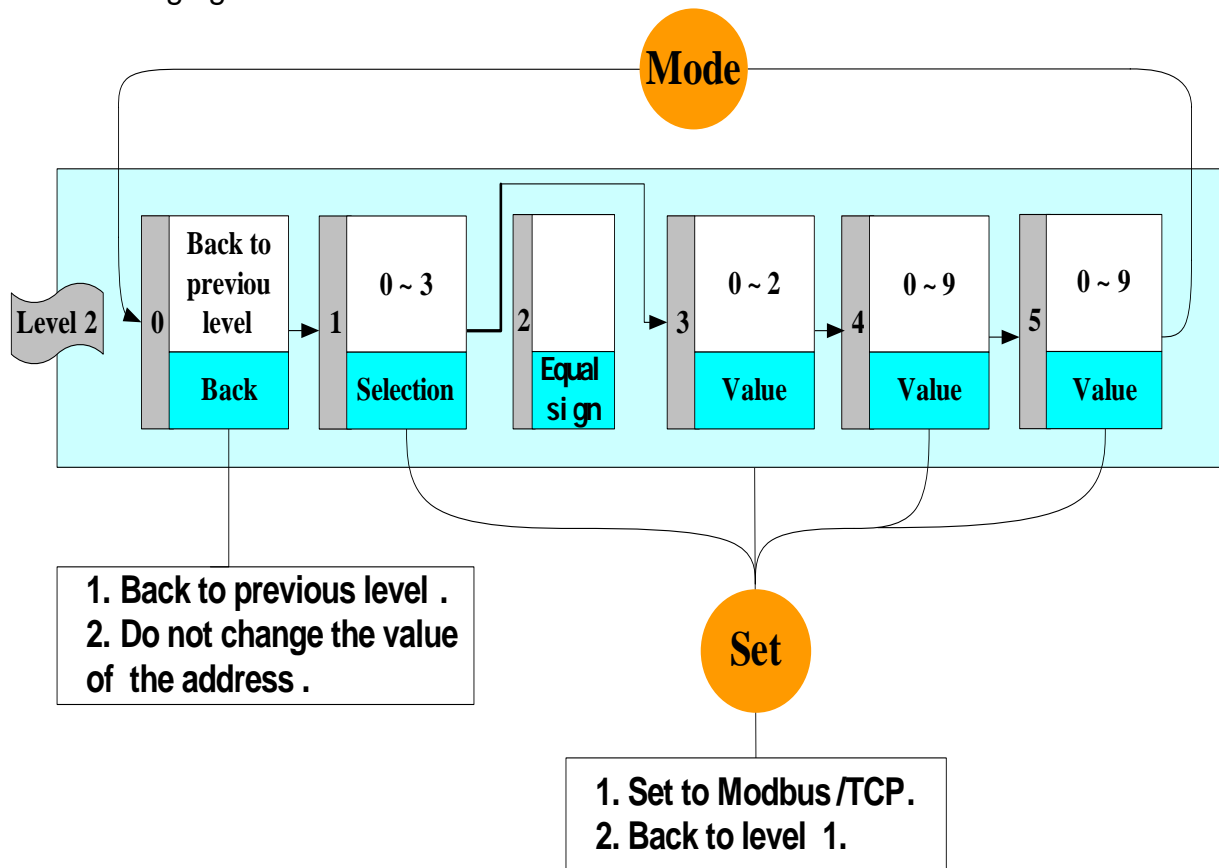 Mode
Level 2
0
Back to
previou
level
Back
1
0 ~ 3
Selection
2
Equal
sign
3
0 ~ 2
Value
4
0 ~ 9
Value
5
0 ~ 9
Value
1. Back to previous level .
2. Do not change the value
of the address .
Set
1. Set to Modbus /TCP.
2. Back to level 1.